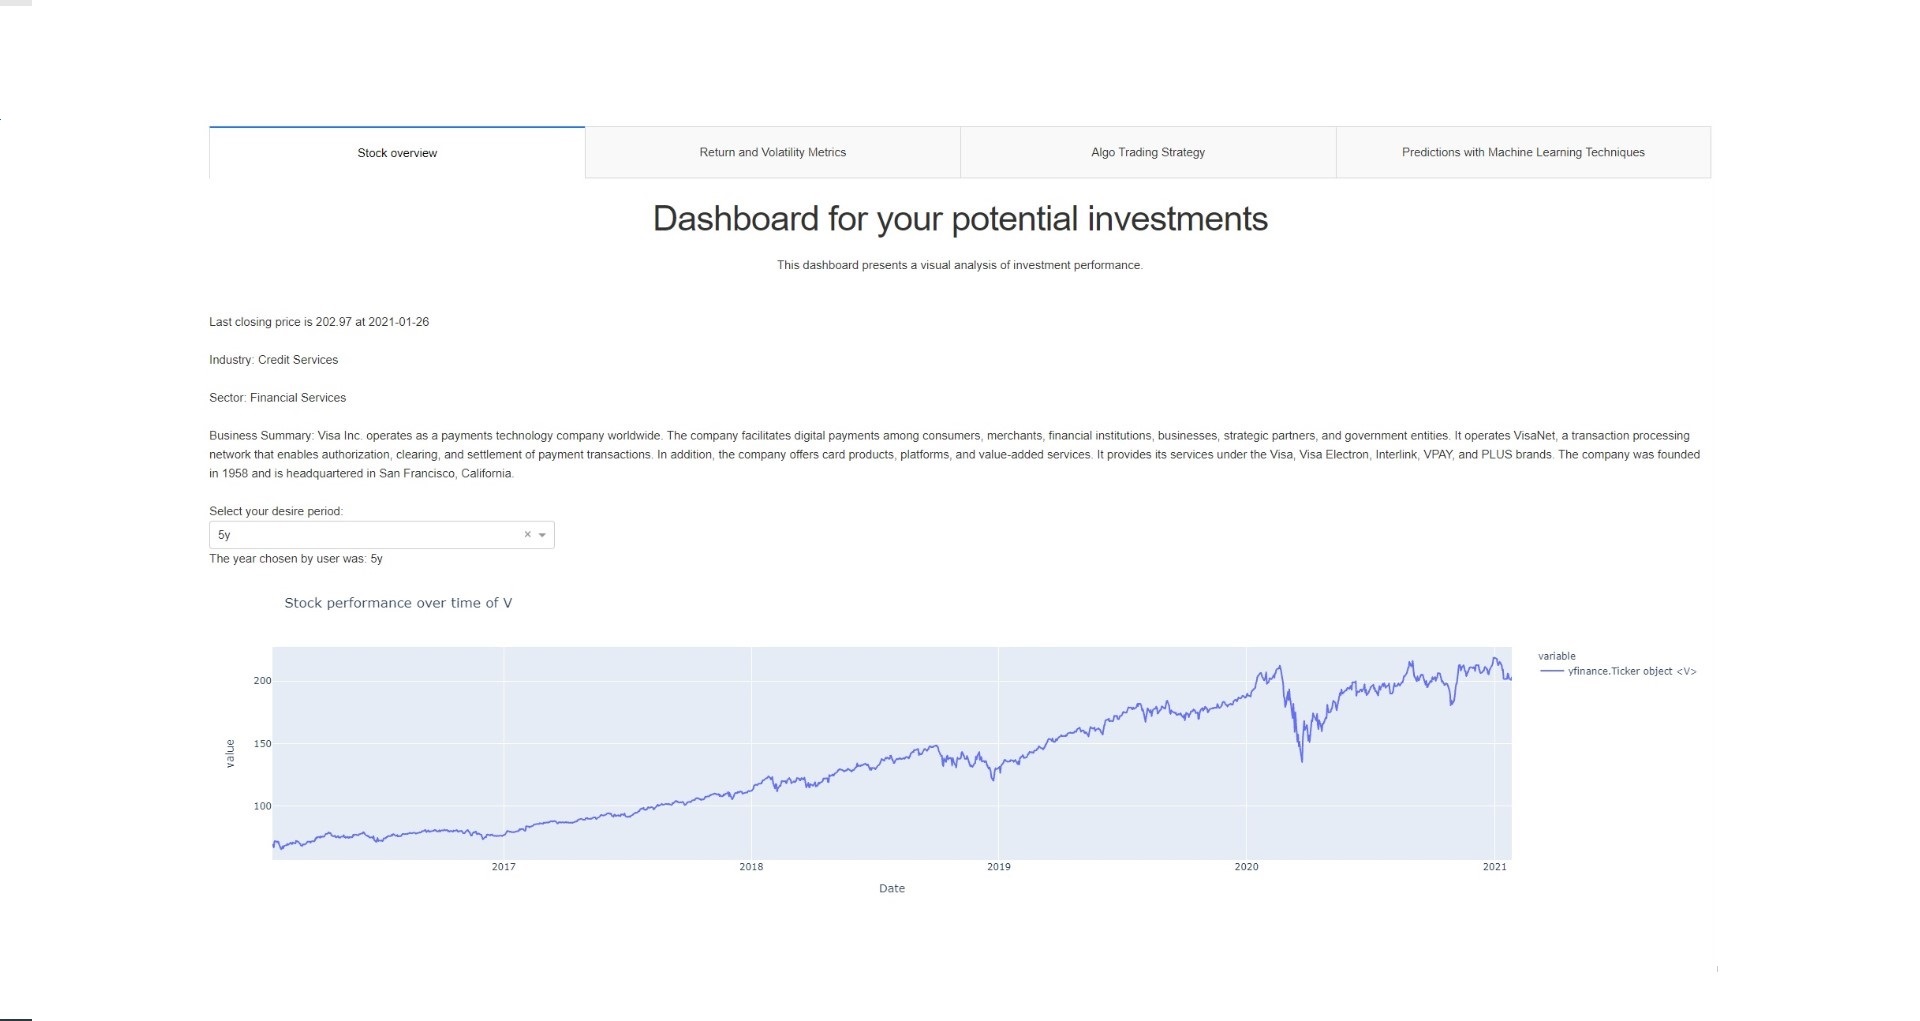 Stock overview
Return and Volatility Metrics
Algo Trading Strategy
Predictions with Machine Learning Techniques
Dashboard for your potential investments
This dashboard presents a visual analysis of investment performance.
Last closing price is 202.97 at 2021-01-26
Industry: Credit Services
Sector: Financial Services
Business Summary: Visa Inc. operates as a payments technology company worldwide. The company facilitates digital payments among consumers, merchants, financial institutions, businesses, strategic partners, and government entities. It operates VisaNet, a transaction processing
network that enables authorization, clearing, and settlement of payment transactions. In addition, the company offers card products, platforms, and value-added services. It provides its services under the Visa, Visa Electron, Interlink, VPAY, and PLUS brands. The company was founded
in 1958 and is headquartered in San Francisco, California.
Select your desire period:
5y
The year chosen by user was: 5y
Stock performance over time of V
variable
yfinance.Ticker object <V>
200
150
100
value
2017
2018
2019
2020
2021
Date